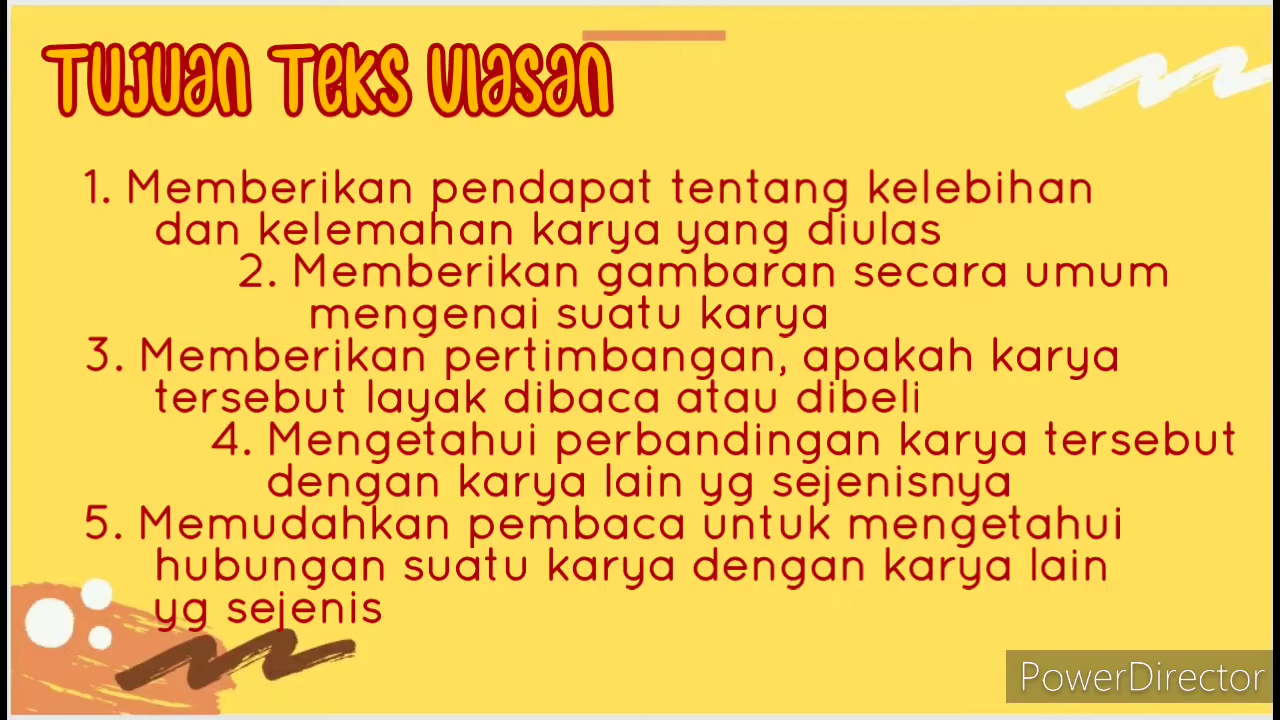 Tujuan Teks Ulasan
1. Memberikan pendapat tentang kelebihan
dan kelemahan karya yang diulas
2. Memberikan gambaran secara umum
mengenai suatu karya
3. Memberikan pertimbangan, apakah karya
tersebut layak dibaca atau dibeli
4. Mengetahui perbandingan karya tersebut
dengan karya lain yg sejenisnya
5. Memudahkan pembaca untuk mengetahui
hubungan suatu karya dengan karya lain
yg sejenis
PowerDirector